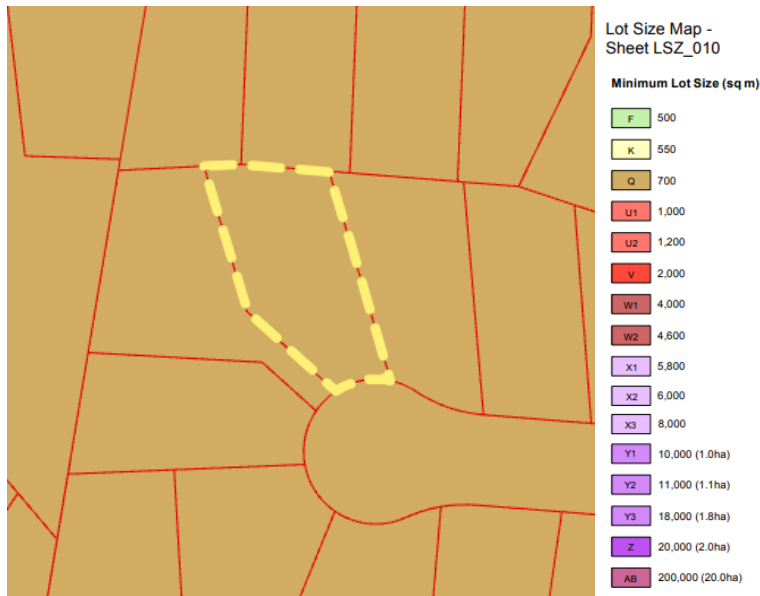 Lot Size Map -
Sheet LSZ_010
Minimum Lot Size (sq m)
F 500
K 550
Q 700
U1 1,000
U2 1,200
V 2,000
W1 4,000
W2 4,600
X1 5,800
X2 6,000
X3 8,000
Y1 10,000 (1.0ha)
Y2 11,000 (1.1ha)
Y3 18,000 (1.8ha)
Z 20,000 (2.0ha)
AB 200,000 (20.0ha)